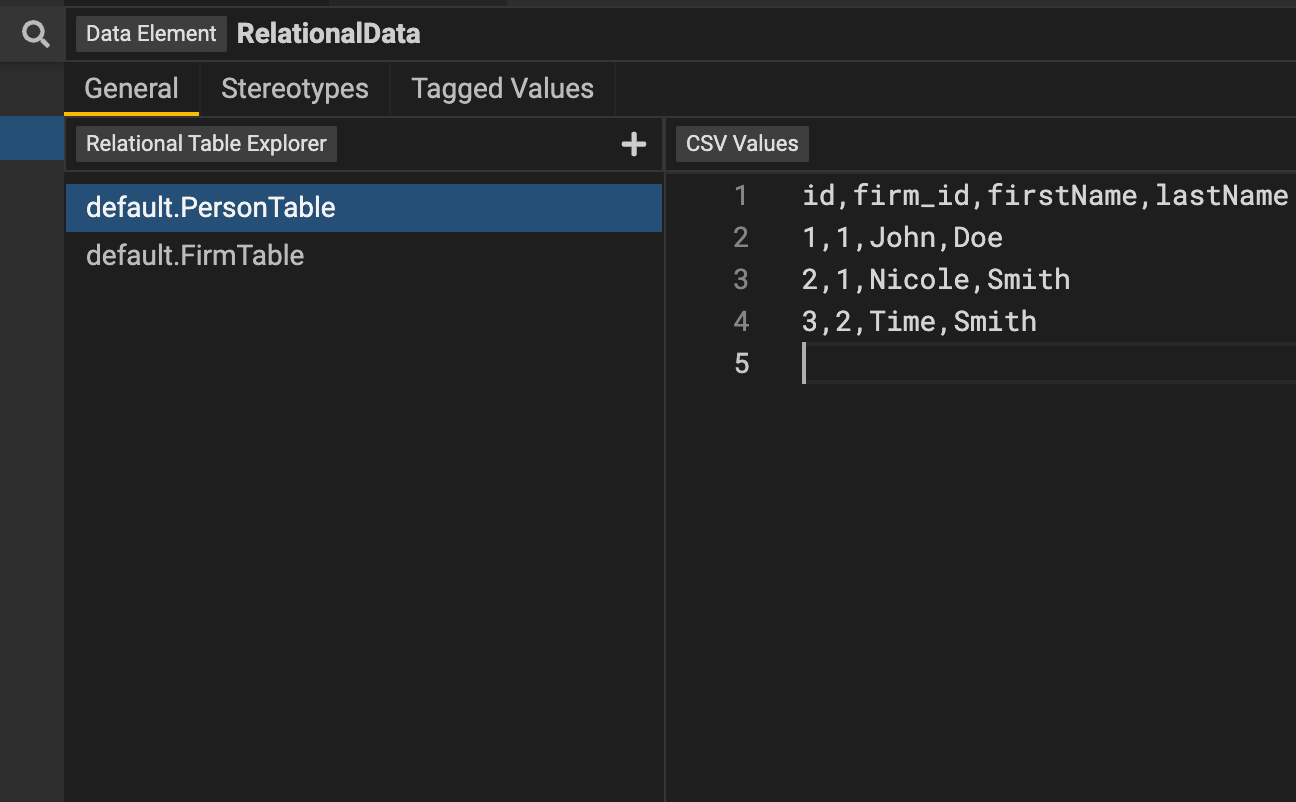 Data Element RelationalData
General Stereotypes Tagged Values
Relational Table Explorer
default.PersonTable
default.FirmTable
CSV Values
1 id,firm_id,firstName,lastName
2 1,1,John,Doe
3 2,1,Nicole,Smith
4 3,2,Time,Smith
5